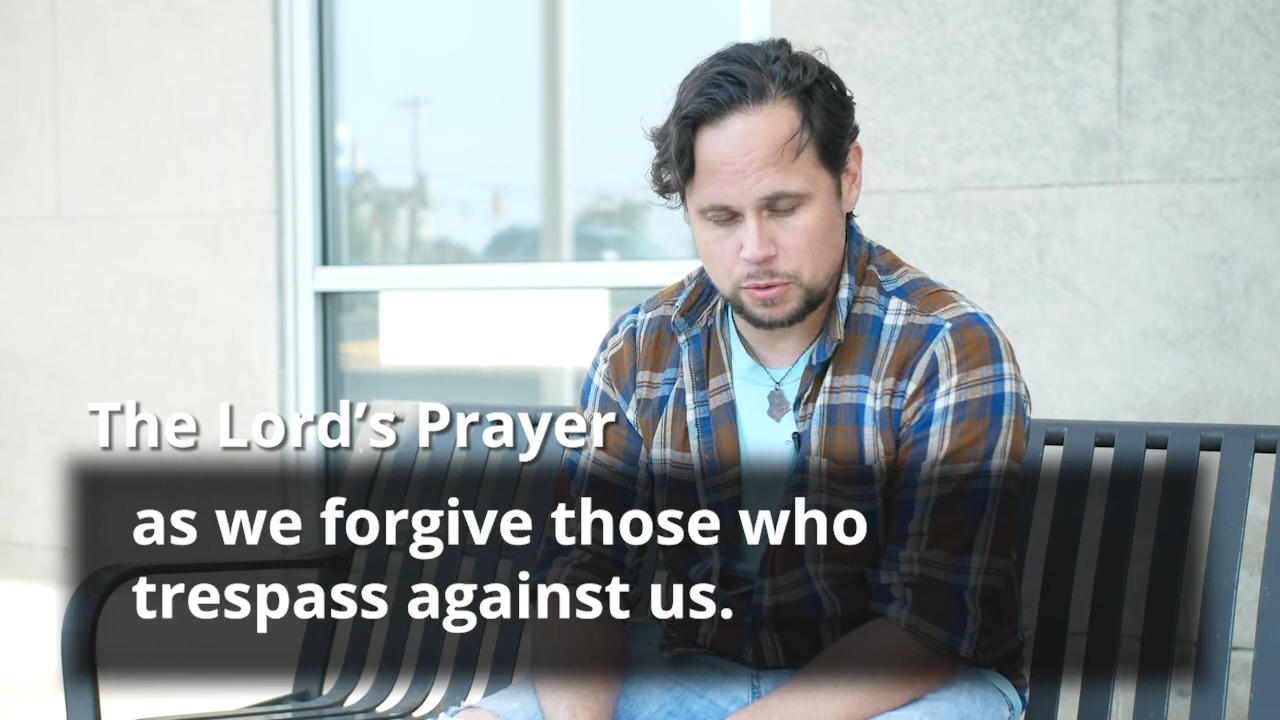 The Lord’s Prayer
as we forgive those who
trespass against us.